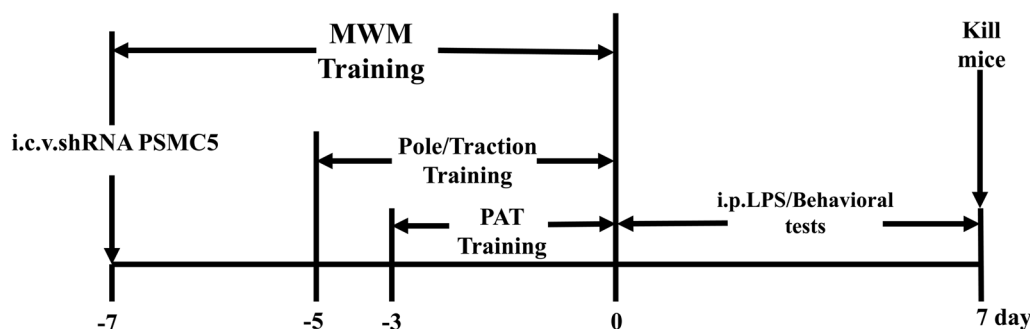 MWM
Training
Kill
mice
i.c.v.shRNA PSMC5
Pole/Traction
Training
PAT
Training
i.p.LPS/Behavioral
tests
-7
-5
-3
0
7 day